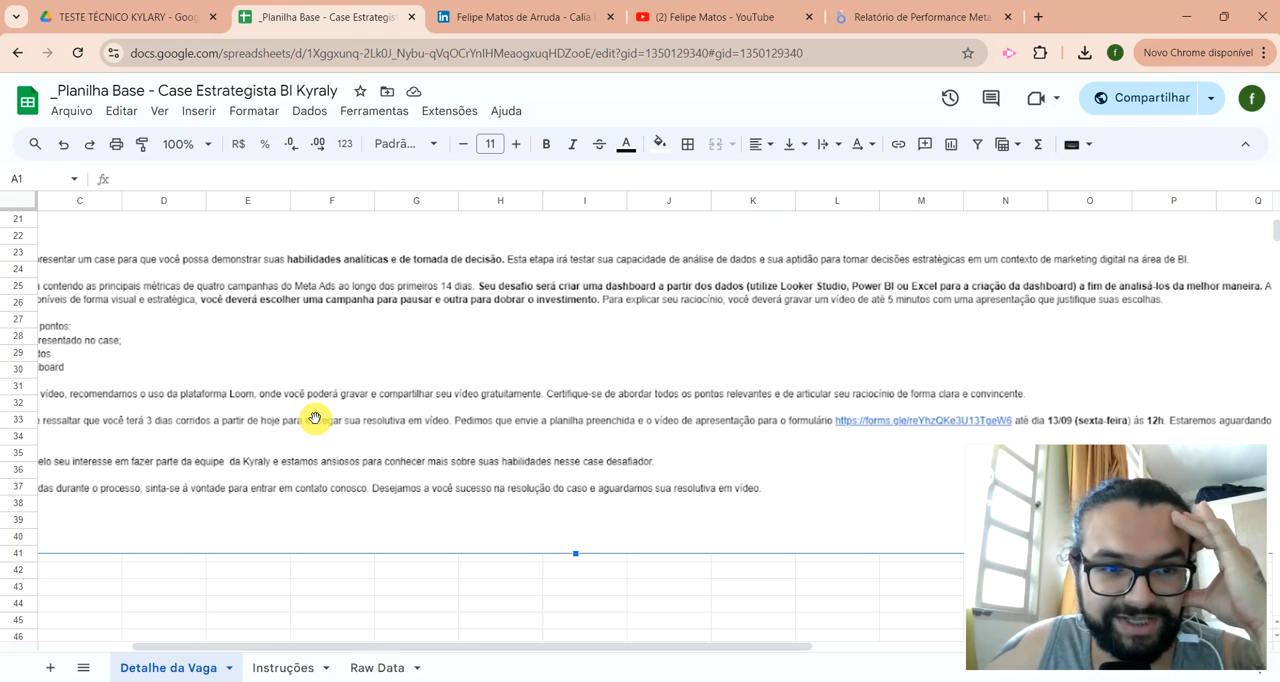 TESTE TÉCNICO KYLARY - Goog
_Planilha Base - Case Estrategist
Felipe Matos de Arruda - Calia
(2) Felipe Matos - YouTube
Relatório de Performance Meta
docs.google.com/spreadsheets/d/1Xggxunq-2Lk0J_Nybu-qVqOCrYnIHMeaogxuqHDZooE/edit?gid=1350129340#gid=1350129340
f
Novo Chrome disponível
_Planilha Base - Case Estrategista BI Kyraly
Arquivo Editar Ver Inserir Formatar Dados Ferramentas Extensões Ajuda
Compartilhar
f
100% R$ % .0 .00 123 Padrã... 11 B I S A
A1 fx
C D E F G H I J K L M N O P Q
21
22
23 resentar um case para que você possa demonstrar suas habilidades analíticas e de tomada de decisão. Esta etapa irá testar sua capacidade de análise de dados e sua aptidão para tomar decisões estratégicas em um contexto de marketing digital na área de BI.
24
25 contendo as principais métricas de quatro campanhas do Meta Ads ao longo dos primeiros 14 dias. Seu desafio será criar uma dashboard a partir dos dados (utilize Looker Studio, Power BI ou Excel para a criação da dashboard) a fim de analisá-los da melhor maneira. A
26 oníveis de forma visual e estratégica, você deverá escolher uma campanha para pausar e outra para dobrar o investimento. Para explicar seu raciocínio, você deverá gravar um vídeo de até 5 minutos com uma apresentação que justifique suas escolhas.
27 pontos:
28 resentado no case;
29 dos
30 board
31 vídeo, recomendamos o uso da plataforma Loom, onde você poderá gravar e compartilhar seu vídeo gratuitamente. Certifique-se de abordar todos os pontos relevantes e de articular seu raciocínio de forma clara e convincente.
32
33 ressaltar que você terá 3 dias corridos a partir de hoje para entregar sua resolutiva em vídeo. Pedimos que envie a planilha preenchida e o vídeo de apresentação para o formulário https://forms.gle/reYhzQKe3U13TgeW6 até dia 13/09 (sexta-feira) ás 12h. Estaremos aguardando
34
35
36 elo seu interesse em fazer parte da equipe da Kyraly e estamos ansiosos para conhecer mais sobre suas habilidades nesse case desafiador.
37 das durante o processo, sinta-se à vontade para entrar em contato conosco. Desejamos a você sucesso na resolução do caso e aguardamos sua resolutiva em vídeo.
38
39
40
41
42
43
44
45
46
Detalhe da Vaga Instruções Raw Data